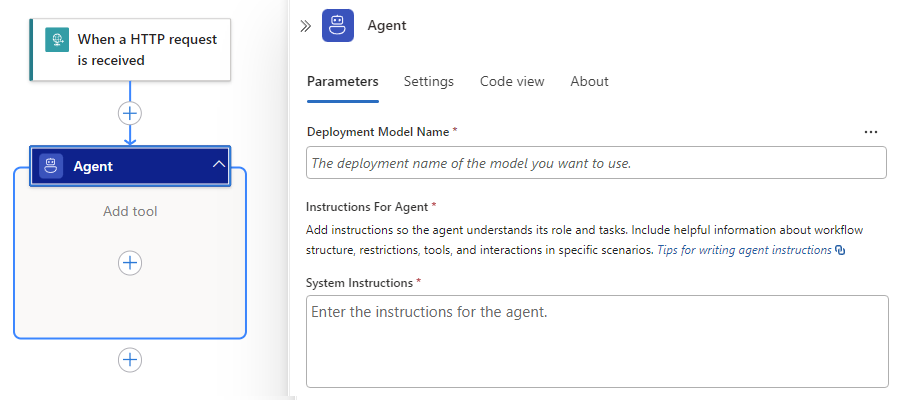 When a HTTP request
is received
Agent
Add tool
Agent
Parameters Settings Code view About
Deployment Model Name *
The deployment name of the model you want to use.
Instructions For Agent *
Add instructions so the agent understands its role and tasks. Include helpful information about workflow
structure, restrictions, tools, and interactions in specific scenarios. Tips for writing agent instructions
System Instructions *
Enter the instructions for the agent.